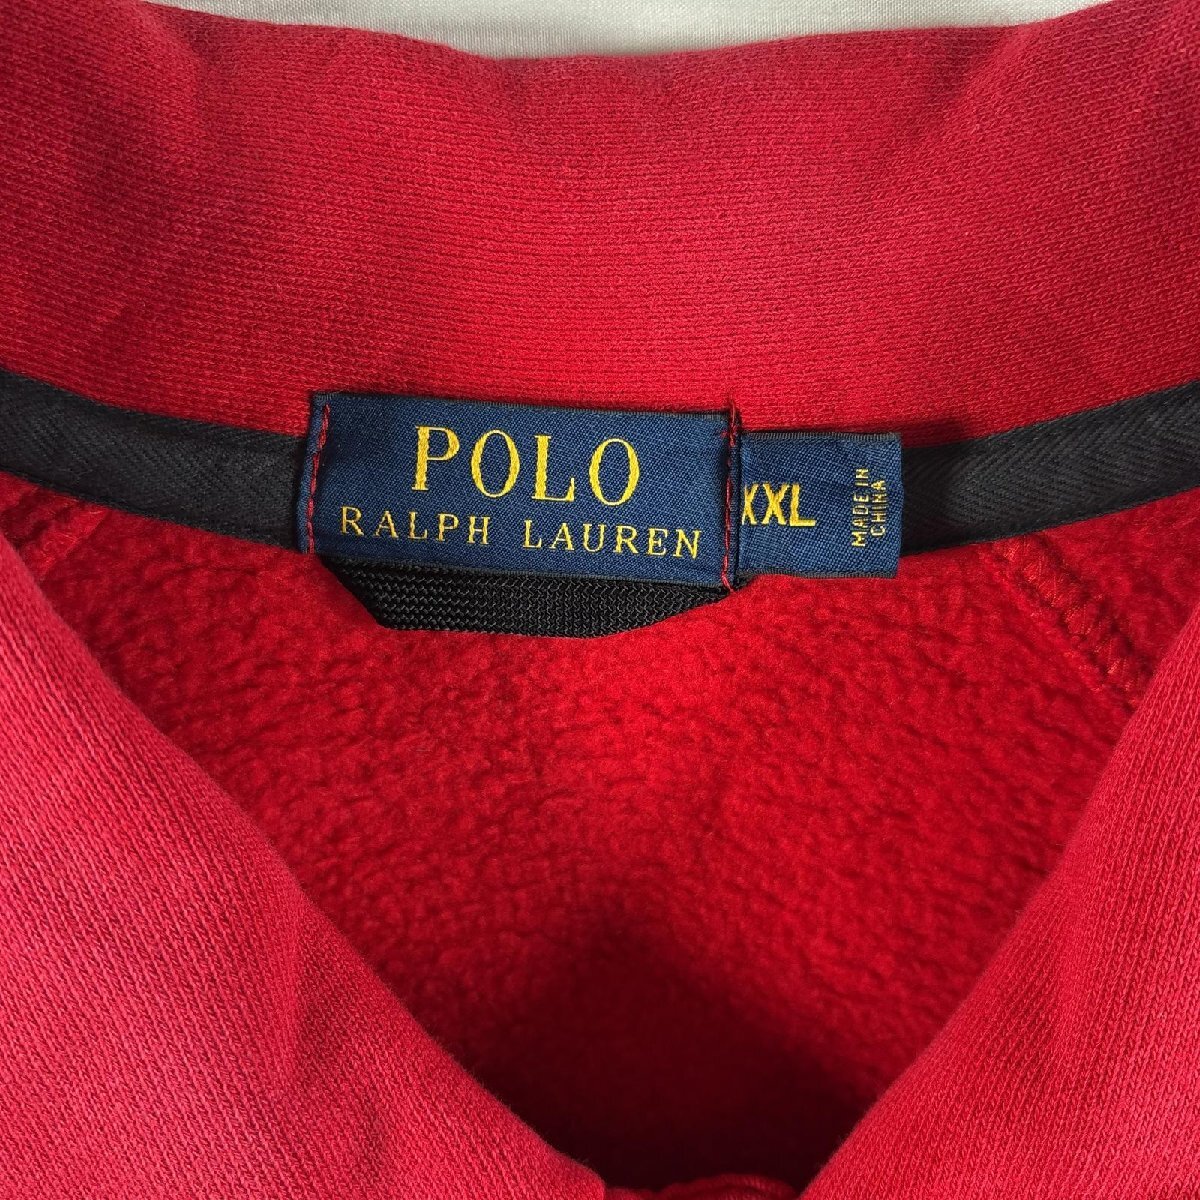 POLO
RALPH LAUREN
XXL
MADE IN
CHINA